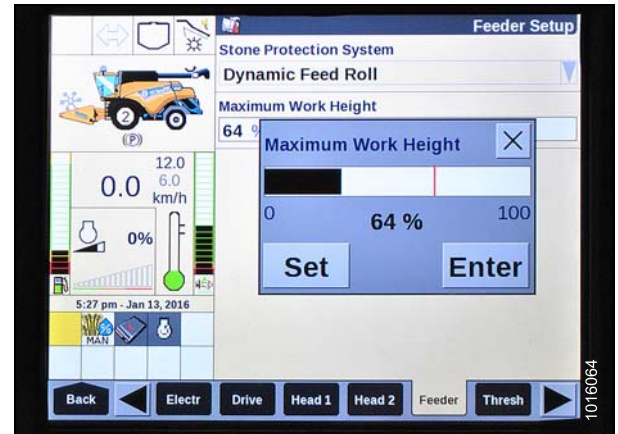 Feeder Setup
Stone Protection System
Dynamic Feed Roll
Maximum Work Height
64 %
Maximum Work Height
0 64 % 100
Set Enter
2
(P)
12.0
0.0 6.0
km/h
0%
F
5:27 pm - Jan 13, 2016
MAN
Back Electr Drive Head 1 Head 2 Feeder Thresh
1016064